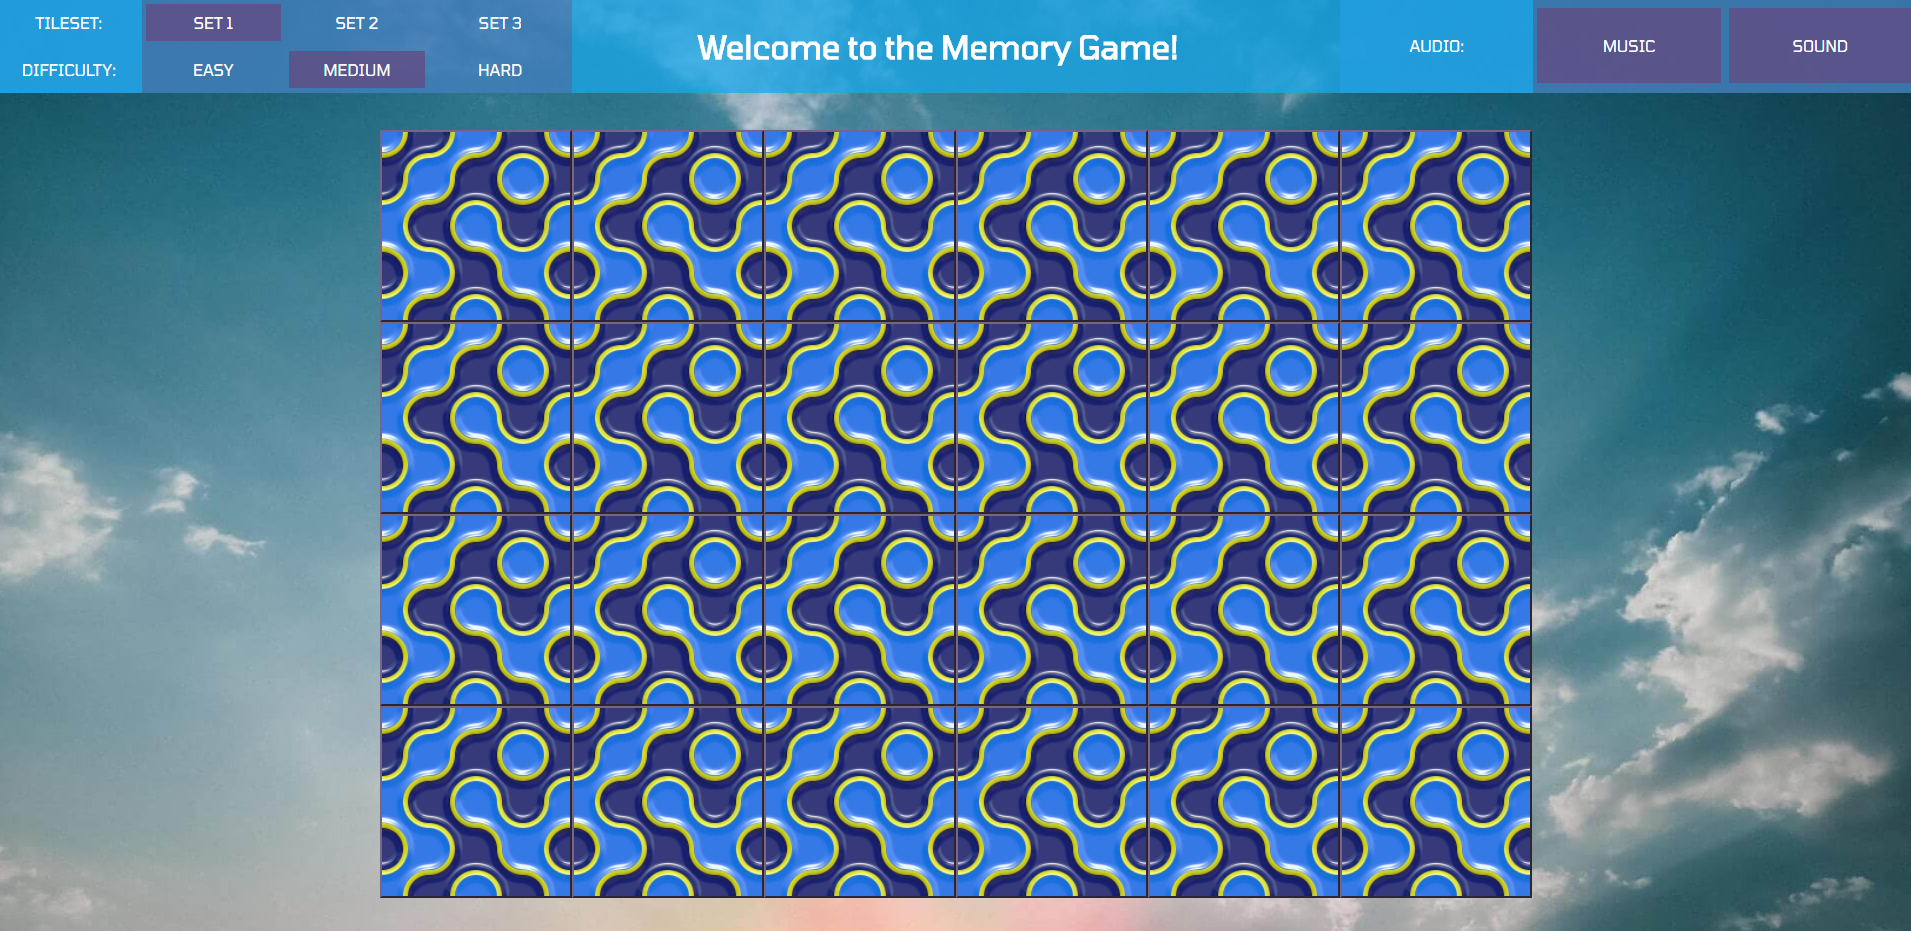 TILESET:
SET 1
SET 2
SET 3
DIFFICULTY:
EASY
MEDIUM
HARD
Welcome to the Memory Game!
AUDIO:
MUSIC
SOUND